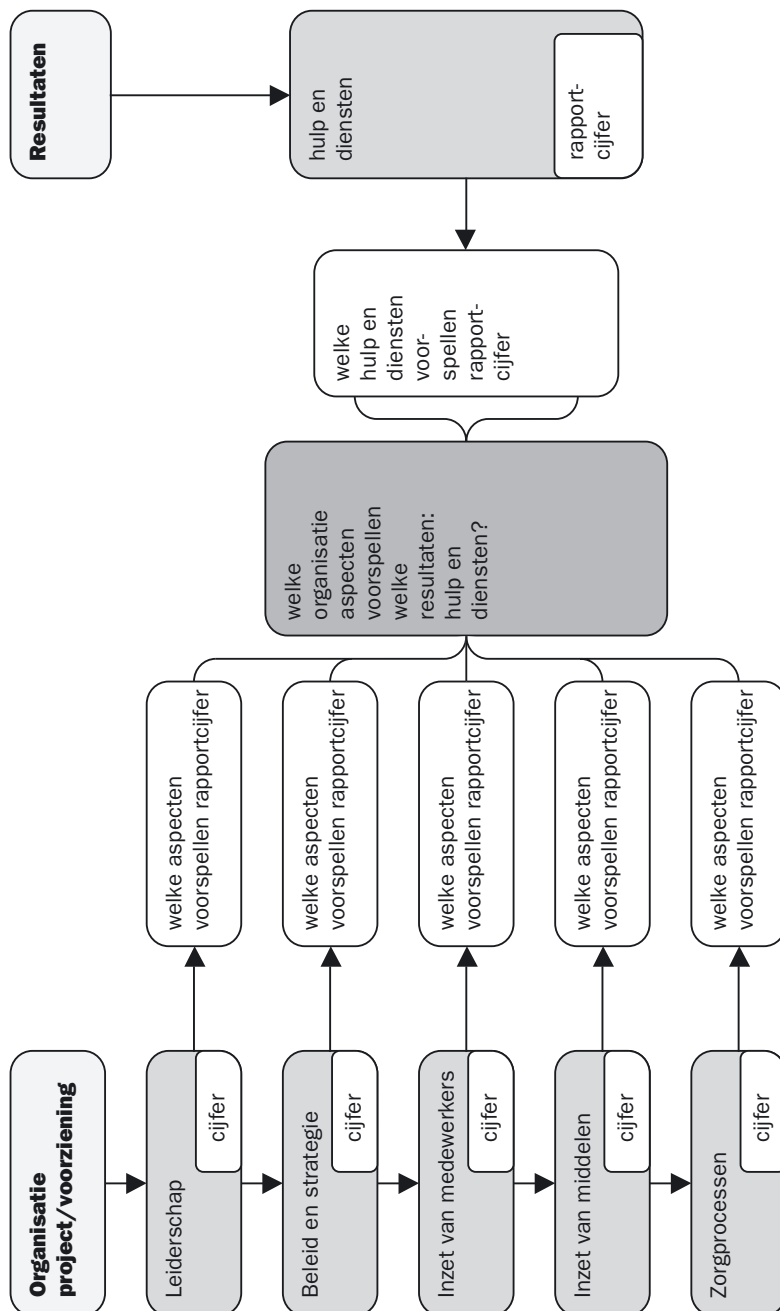 Organisatie
project/voorziening
Leiderschap
cijfer
Beleid en strategie
cijfer
Inzet van medewerkers
cijfer
Inzet van middelen
cijfer
Zorgprocessen
cijfer
welke aspecten
voorspellen rapportcijfer
welke aspecten
voorspellen rapportcijfer
welke aspecten
voorspellen rapportcijfer
welke aspecten
voorspellen rapportcijfer
welke aspecten
voorspellen rapportcijfer
welke
organisatie
aspecten
voorspellen
welke
resultaten:
hulp en
diensten?
welke
hulp en
diensten
voor-
spellen
rapport-
cijfer
Resultaten
hulp en
diensten
rapport-
cijfer